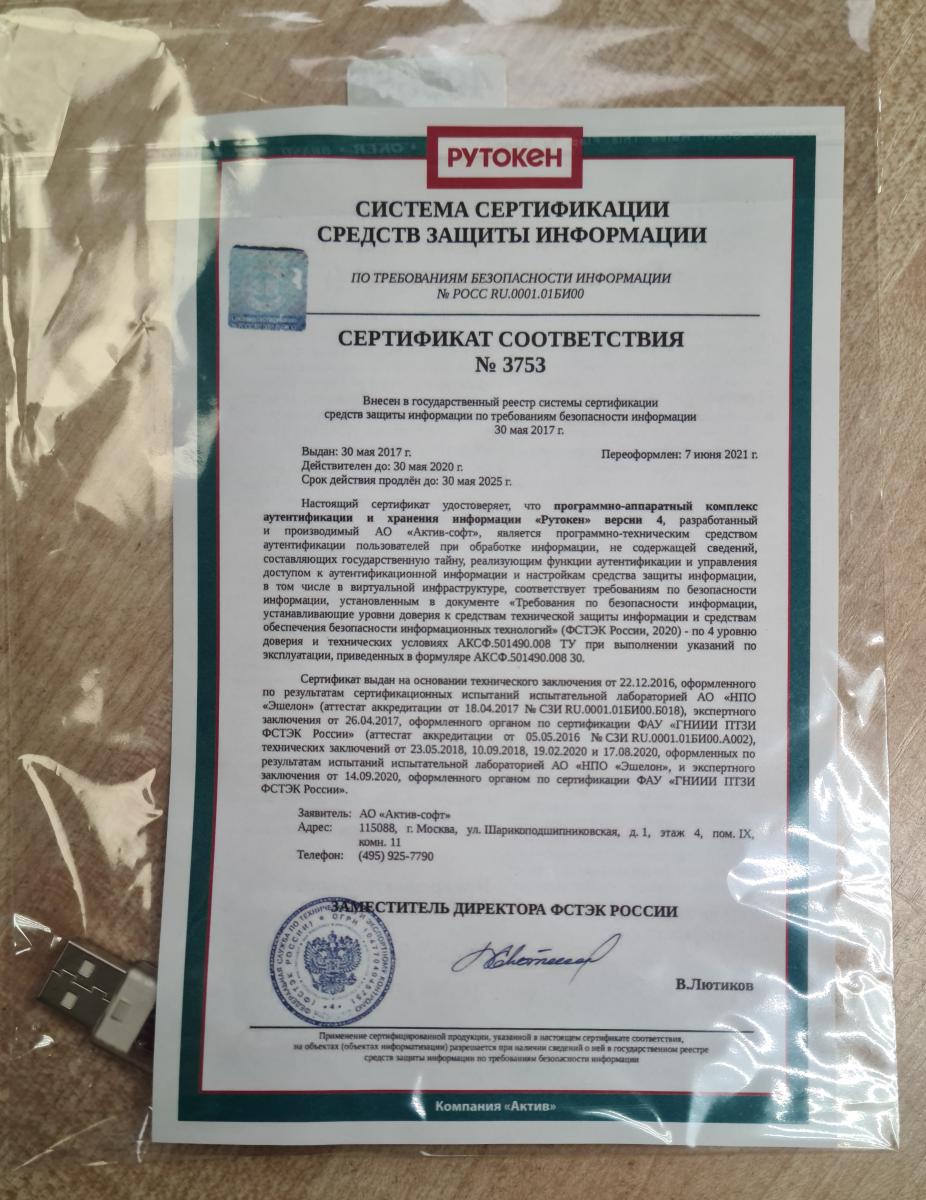 РУТОКЕН
СИСТЕМА СЕРТИФИКАЦИИ
СРЕДСТВ ЗАЩИТЫ ИНФОРМАЦИИ
ПО ТРЕБОВАНИЯМ БЕЗОПАСНОСТИ ИНФОРМАЦИИ
№ РОСС RU.0001.01БИ00
СЕРТИФИКАТ СООТВЕТСТВИЯ
№ 3753
Внесен в государственный реестр системы сертификации
средств защиты информации по требованиям безопасности информации
30 мая 2017 г.
Выдан: 30 мая 2017 г.
Переоформлен: 7 июня 2021 г.
Действителен до: 30 мая 2020 г.
Срок действия продлён до: 30 мая 2025 г.
Настоящий сертификат удостоверяет, что программно-аппаратный комплекс
аутентификации и хранения информации «Рутокен» версии 4, разработанный
и производимый АО «Актив-софт», является программно-техническим средством
аутентификации пользователей при обработке информации, не содержащей сведений,
составляющих государственную тайну, реализующим функции аутентификации и управления
доступом к аутентификационной информации и настройкам средства защиты информации,
в том числе в виртуальной инфраструктуре, соответствует требованиям по безопасности
информации, установленным в документе «Требования по безопасности информации,
устанавливающие уровни доверия к средствам технической защиты информации и средствам
обеспечения безопасности информационных технологий» (ФСТЭК России, 2020) - по 4 уровню
доверия и технических условиях АКСФ.501490.008 ТУ при выполнении указаний по
эксплуатации, приведенных в формуляре АКСФ.501490.008 30.
Сертификат выдан на основании технического заключения от 22.12.2016, оформленного
по результатам сертификационных испытаний испытательной лабораторией АО «НПО
«Эшелон» (аттестат аккредитации от 18.04.2017 № СЗИ RU.0001.01БИ00.Б018), экспертного
заключения от 26.04.2017, оформленного органом по сертификации ФАУ «ГНИИИ ПТЗИ
ФСТЭК России» (аттестат аккредитации от 05.05.2016 № СЗИ RU.0001.01БИ00.А002),
технических заключений от 23.05.2018, 10.09.2018, 19.02.2020 и 17.08.2020, оформленных по
результатам испытаний испытательной лабораторией АО «НПО «Эшелон», и экспертного
заключения от 14.09.2020, оформленного органом по сертификации ФАУ «ГНИИИ ПТЗИ
ФСТЭК России».
Заявитель: АО «Актив-софт»
Адрес: 115088, г. Москва, ул. Шарикоподшипниковская, д. 1, этаж 4, пом. IX,
комн. 11
Телефон: (495) 925-7790
ЗАМЕСТИТЕЛЬ ДИРЕКТОРА ФСТЭК РОССИИ
В.Лютиков
Применение сертифицированной продукции, указанной в настоящем сертификате соответствия,
на объектах (объектах информатизации) разрешается при наличии сведений о ней в государственном реестре
средств защиты информации по требованиям безопасности информации
Компания «Актив»